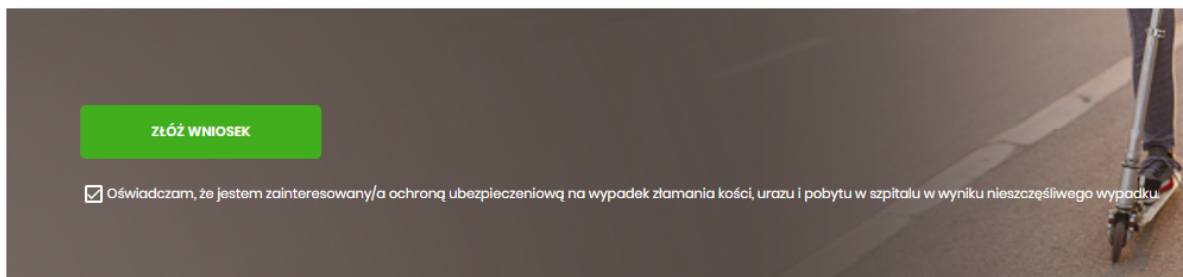 ZŁÓŻ WNIOSEK
Oświadczam, że jestem zainteresowany/a ochroną ubezpieczeniową na wypadek złamania kości, urazu i pobytu w szpitalu w wyniku nieszczęśliwego wypadku.